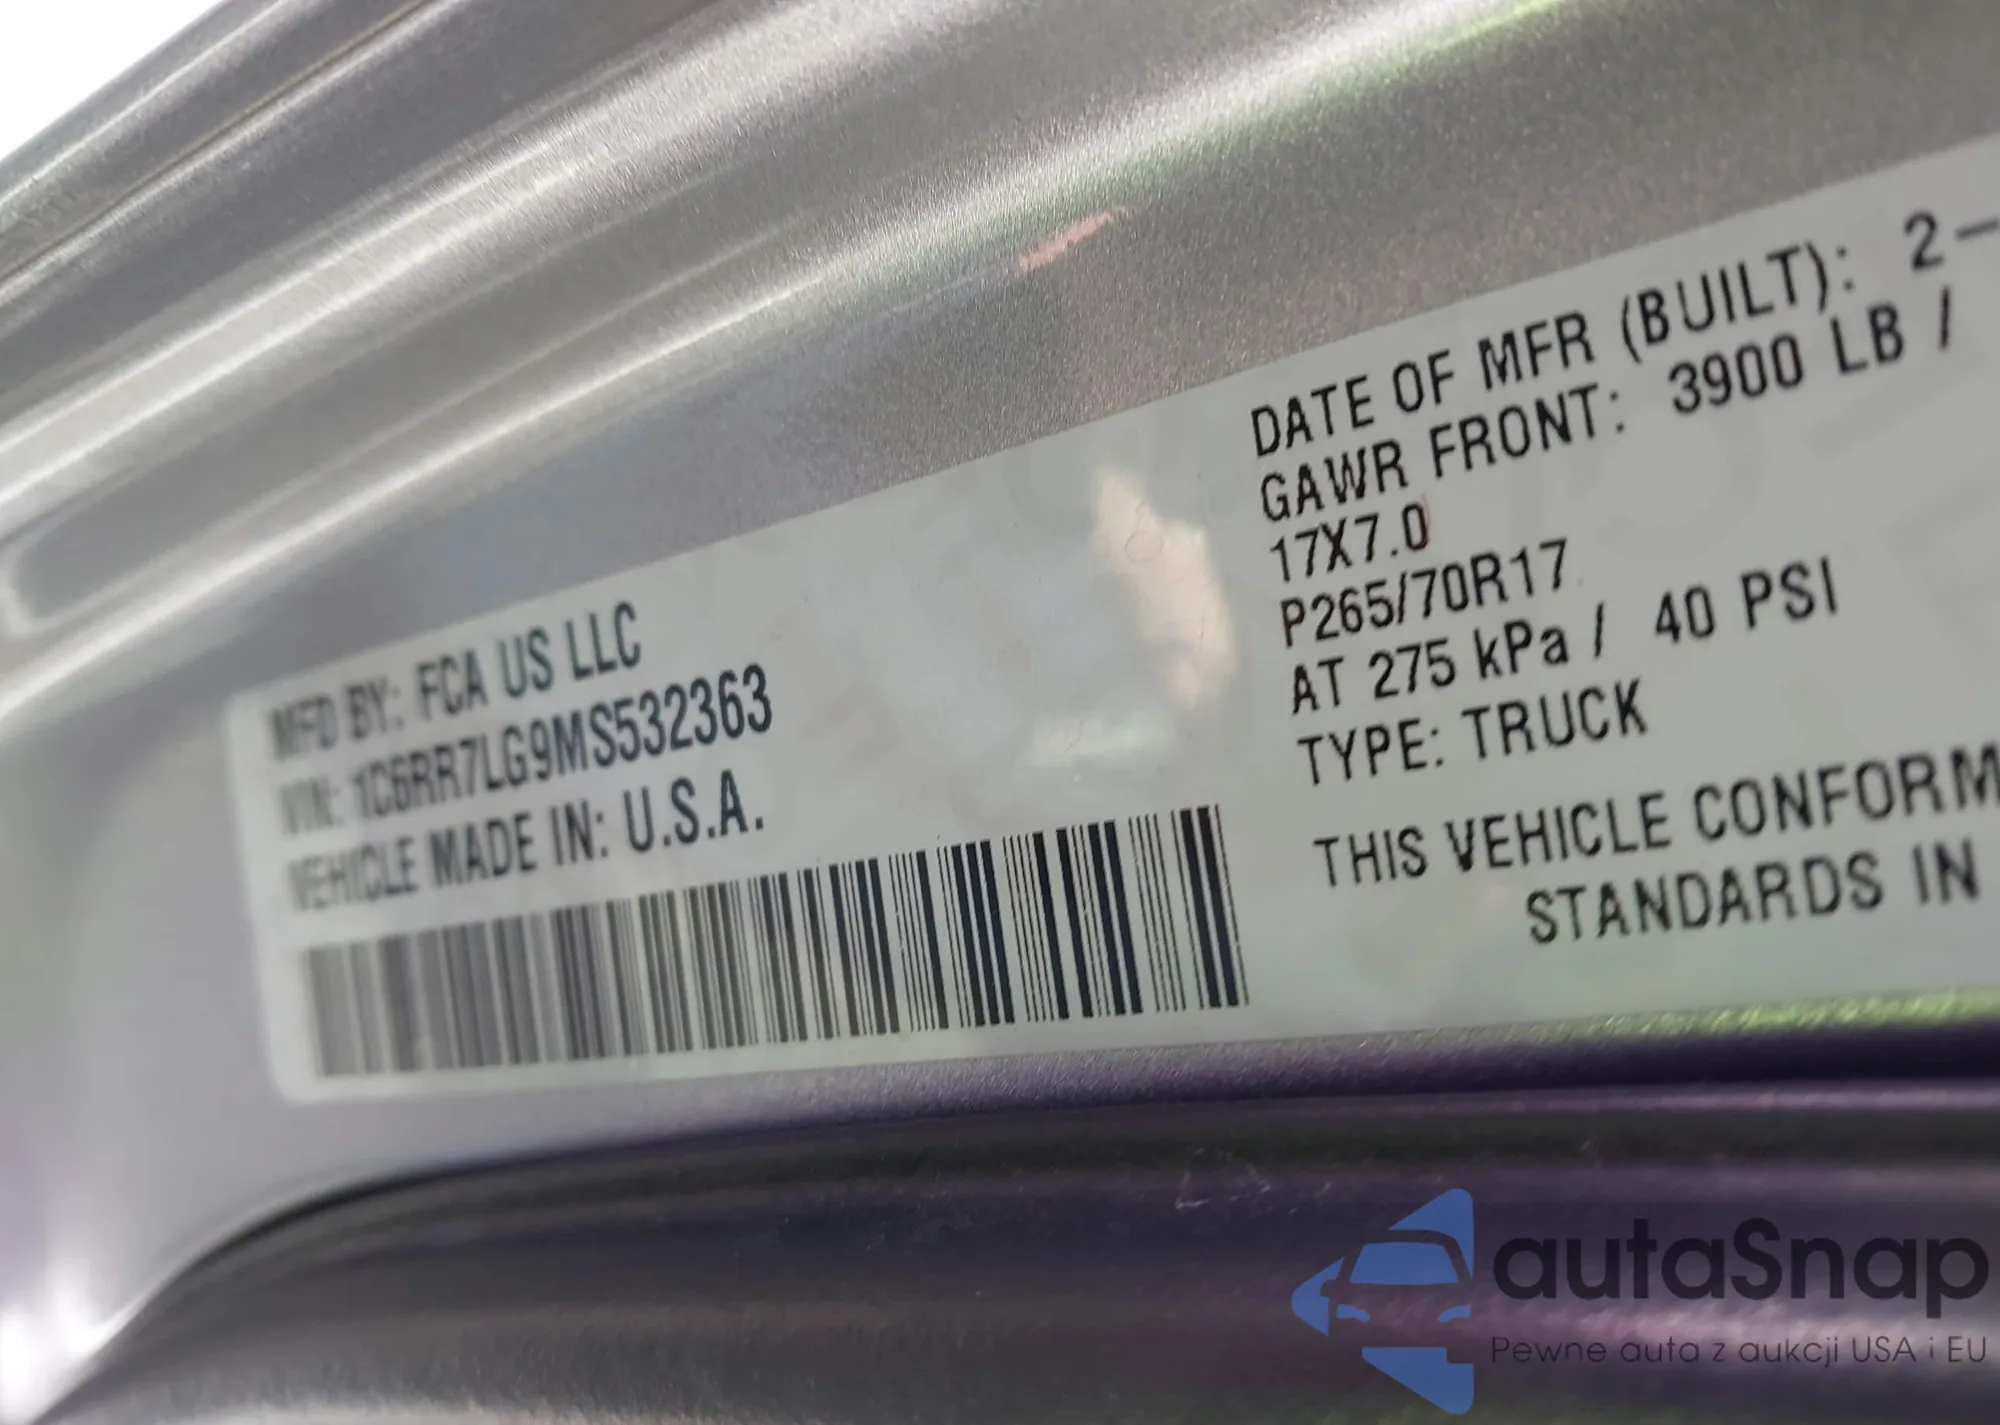 MFD BY: FCA US LLC
VIN: 1C6RR7LG9MS532363
VEHICLE MADE IN: U.S.A.
DATE OF MFR (BUILT): 2-
GAWR FRONT: 3900 LB /
17X7.0
P265/70R17
AT 275 kPa / 40 PSI
TYPE: TRUCK
THIS VEHICLE CONFORM
STANDARDS IN
autaSnap
Pewne auta z aukcji USA i EU